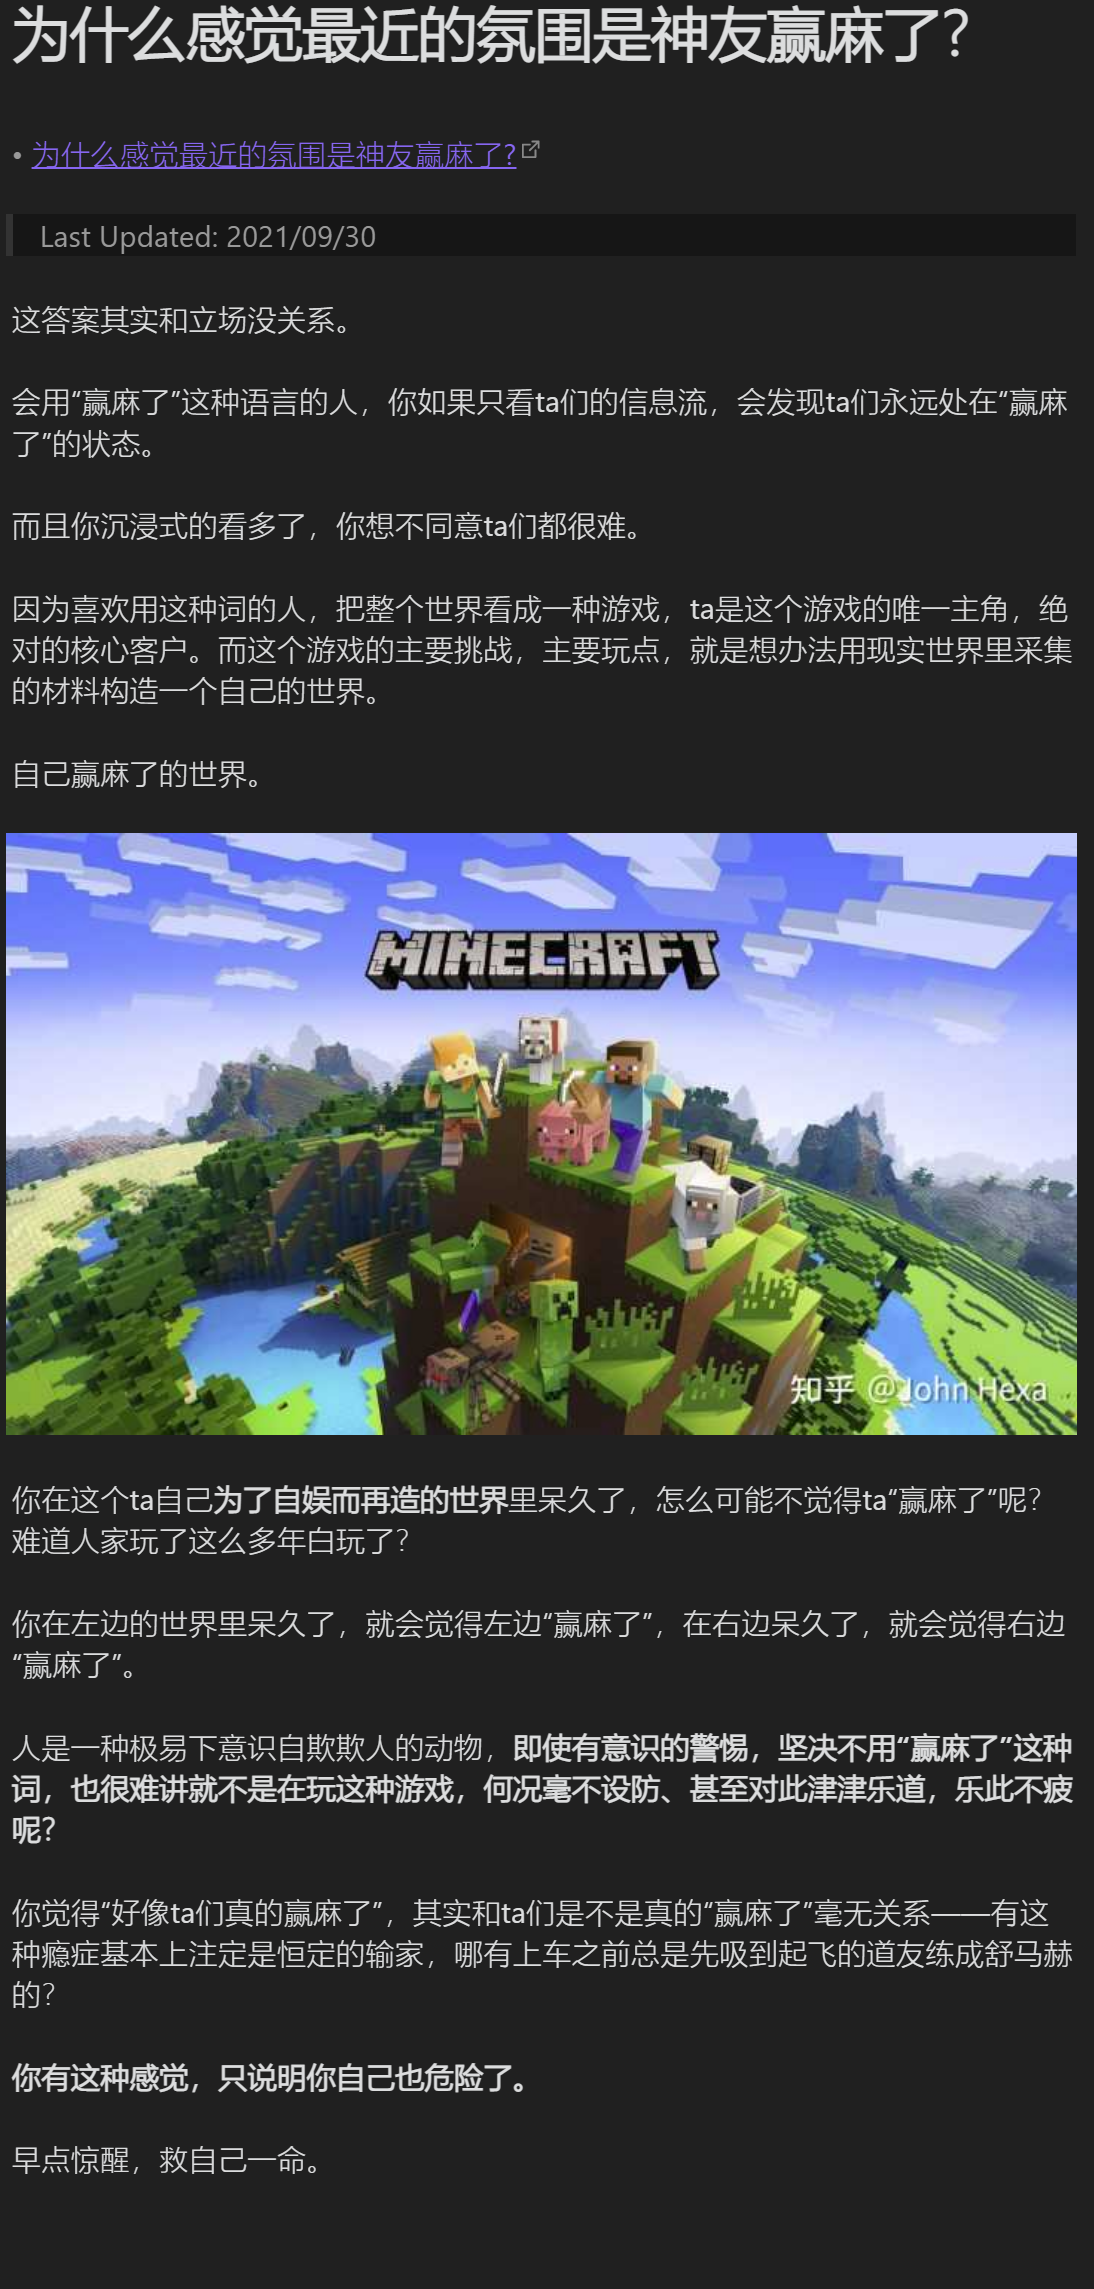 为什么感觉最近的氛围是神友赢麻了?
• 为什么感觉最近的氛围是神友赢麻了?
Last Updated: 2021/09/30
这答案其实和立场没关系。
会用“赢麻了”这种语言的人，你如果只看ta们的信息流，会发现ta们永远处在“赢麻
了”的状态。
而且你沉浸式的看多了，你想不同意ta们都很难。
因为喜欢用这种词的人，把整个世界看成一种游戏，ta是这个游戏的唯一主角，绝
对的核心客户。而这个游戏的主要挑战，主要玩点，就是想办法用现实世界里采集
的材料构造一个自己的世界。
自己赢麻了的世界。
MINECRAFT
知乎 @John Hexa
你在这个ta自己为了自娱而再造的世界里呆久了，怎么可能不觉得ta“赢麻了”呢？
难道人家玩了这么多年白玩了？
你在左边的世界里呆久了，就会觉得左边“赢麻了”，在右边呆久了，就会觉得右边
“赢麻了”。
人是一种极易下意识自欺欺人的动物，即使有意识的警惕，坚决不用“赢麻了”这种
词，也很难讲就不是在玩这种游戏，何况毫不设防、甚至对此津津乐道，乐此不疲
呢？
你觉得“好像ta们真的赢麻了”，其实和ta们是不是真的“赢麻了”毫无关系——有这
种瘾症基本上注定是恒定的输家，哪有上车之前总是先吸到起飞的道友练成舒马赫
的？
你有这种感觉，只说明你自己也危险了。
早点惊醒，救自己一命。